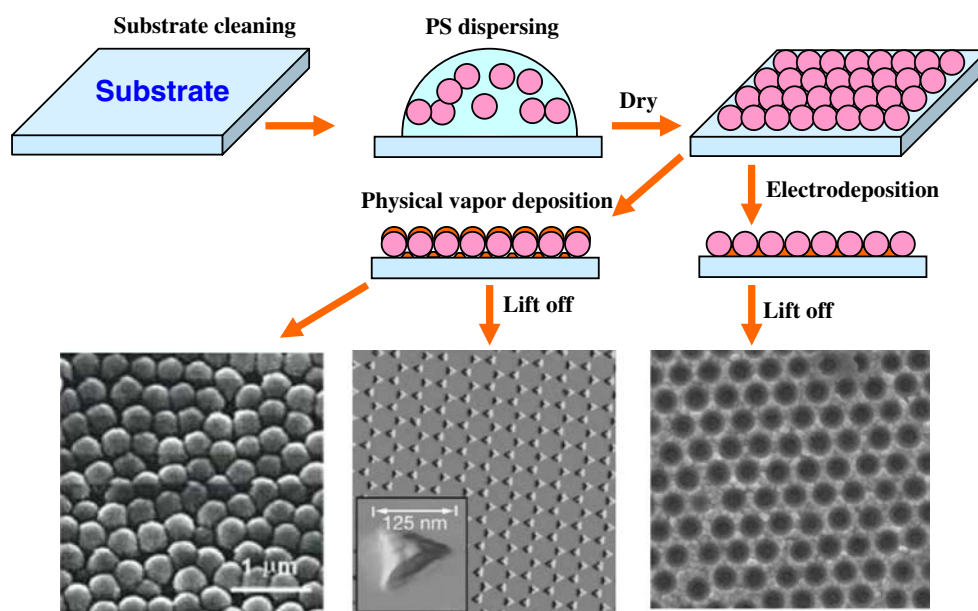 Substrate cleaning
PS dispersing
Substrate
Dry
Physical vapor deposition
Electrodeposition
Lift off
Lift off
125 nm
1 μm